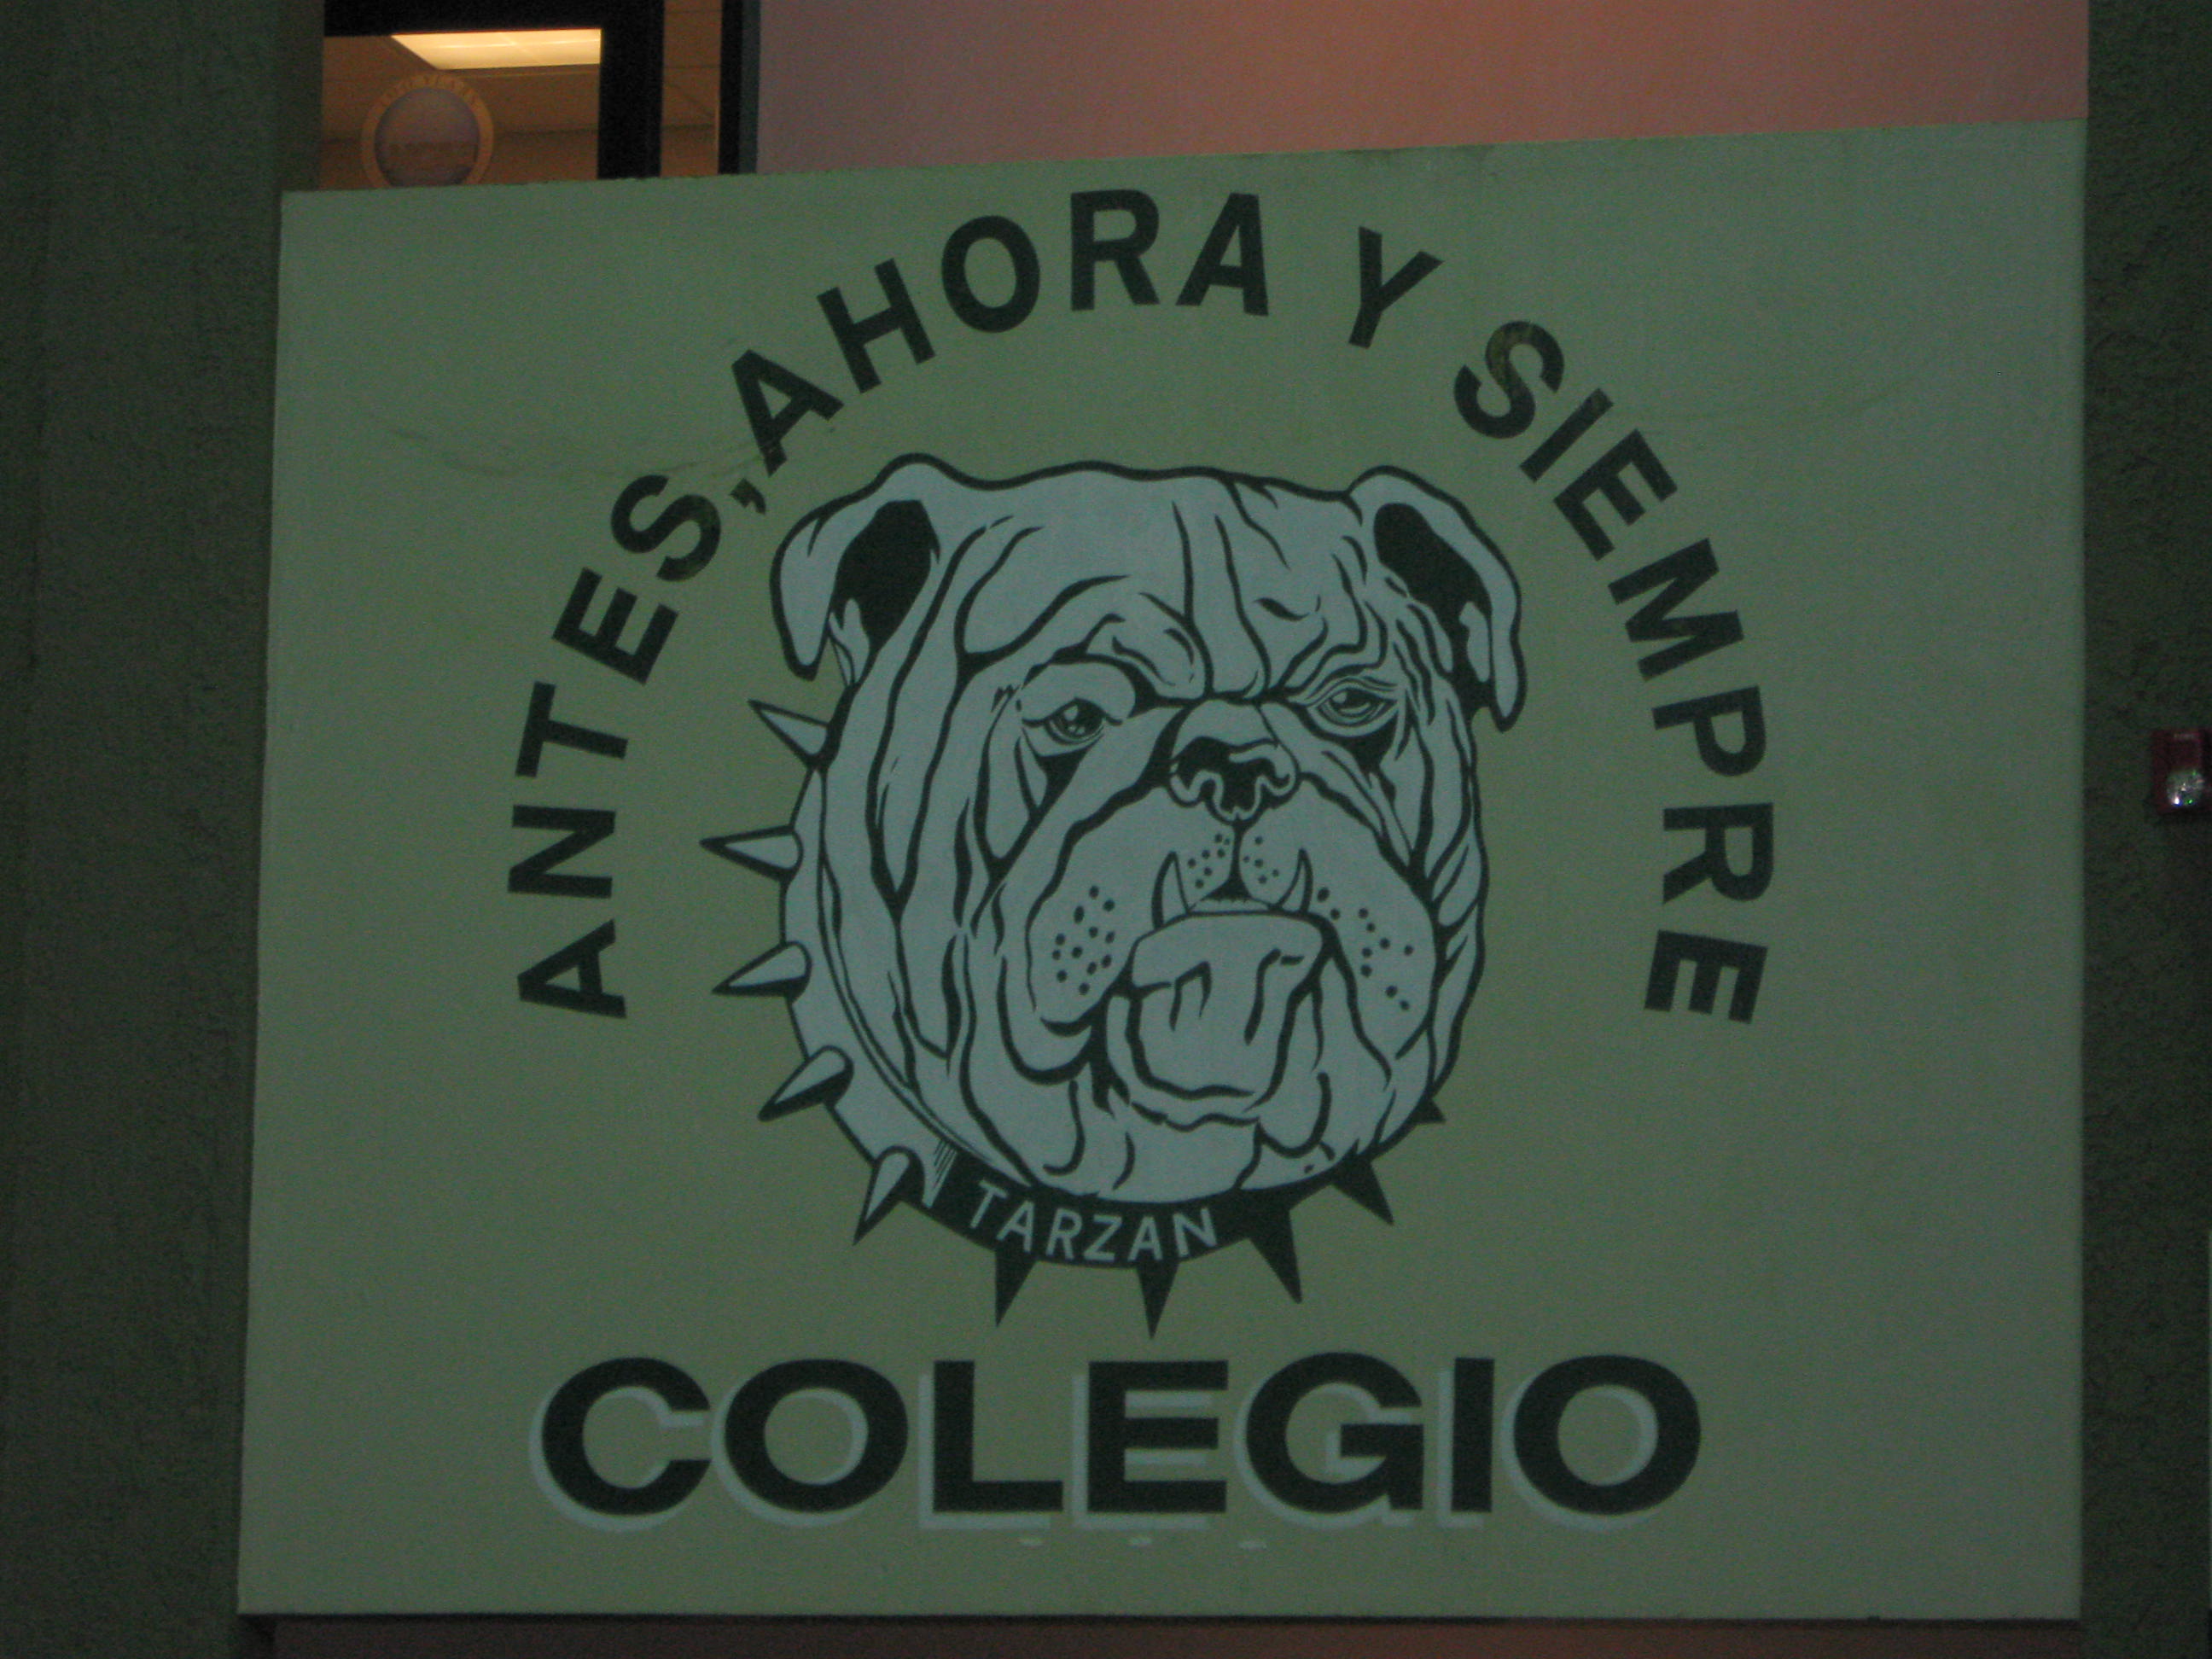 ANTES, AHORA Y SIEMPRE
TARZAN
COLEGIO